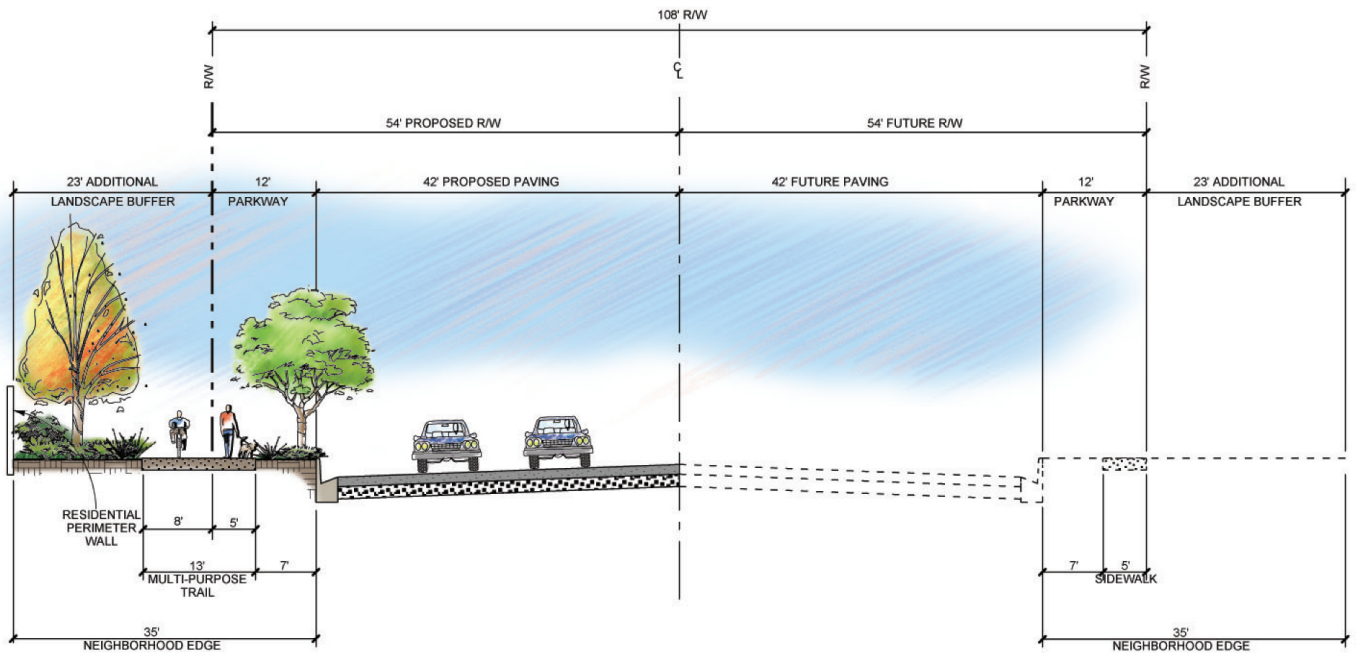 108' R/W
R/W
CL
R/W
54' PROPOSED R/W
54' FUTURE R/W
23' ADDITIONAL
LANDSCAPE BUFFER
12'
PARKWAY
42' PROPOSED PAVING
42' FUTURE PAVING
12'
PARKWAY
23' ADDITIONAL
LANDSCAPE BUFFER
RESIDENTIAL
PERIMETER
WALL
8'
5'
13'
MULTI-PURPOSE
TRAIL
7'
7'
5'
SIDEWALK
35'
NEIGHBORHOOD EDGE
35'
NEIGHBORHOOD EDGE